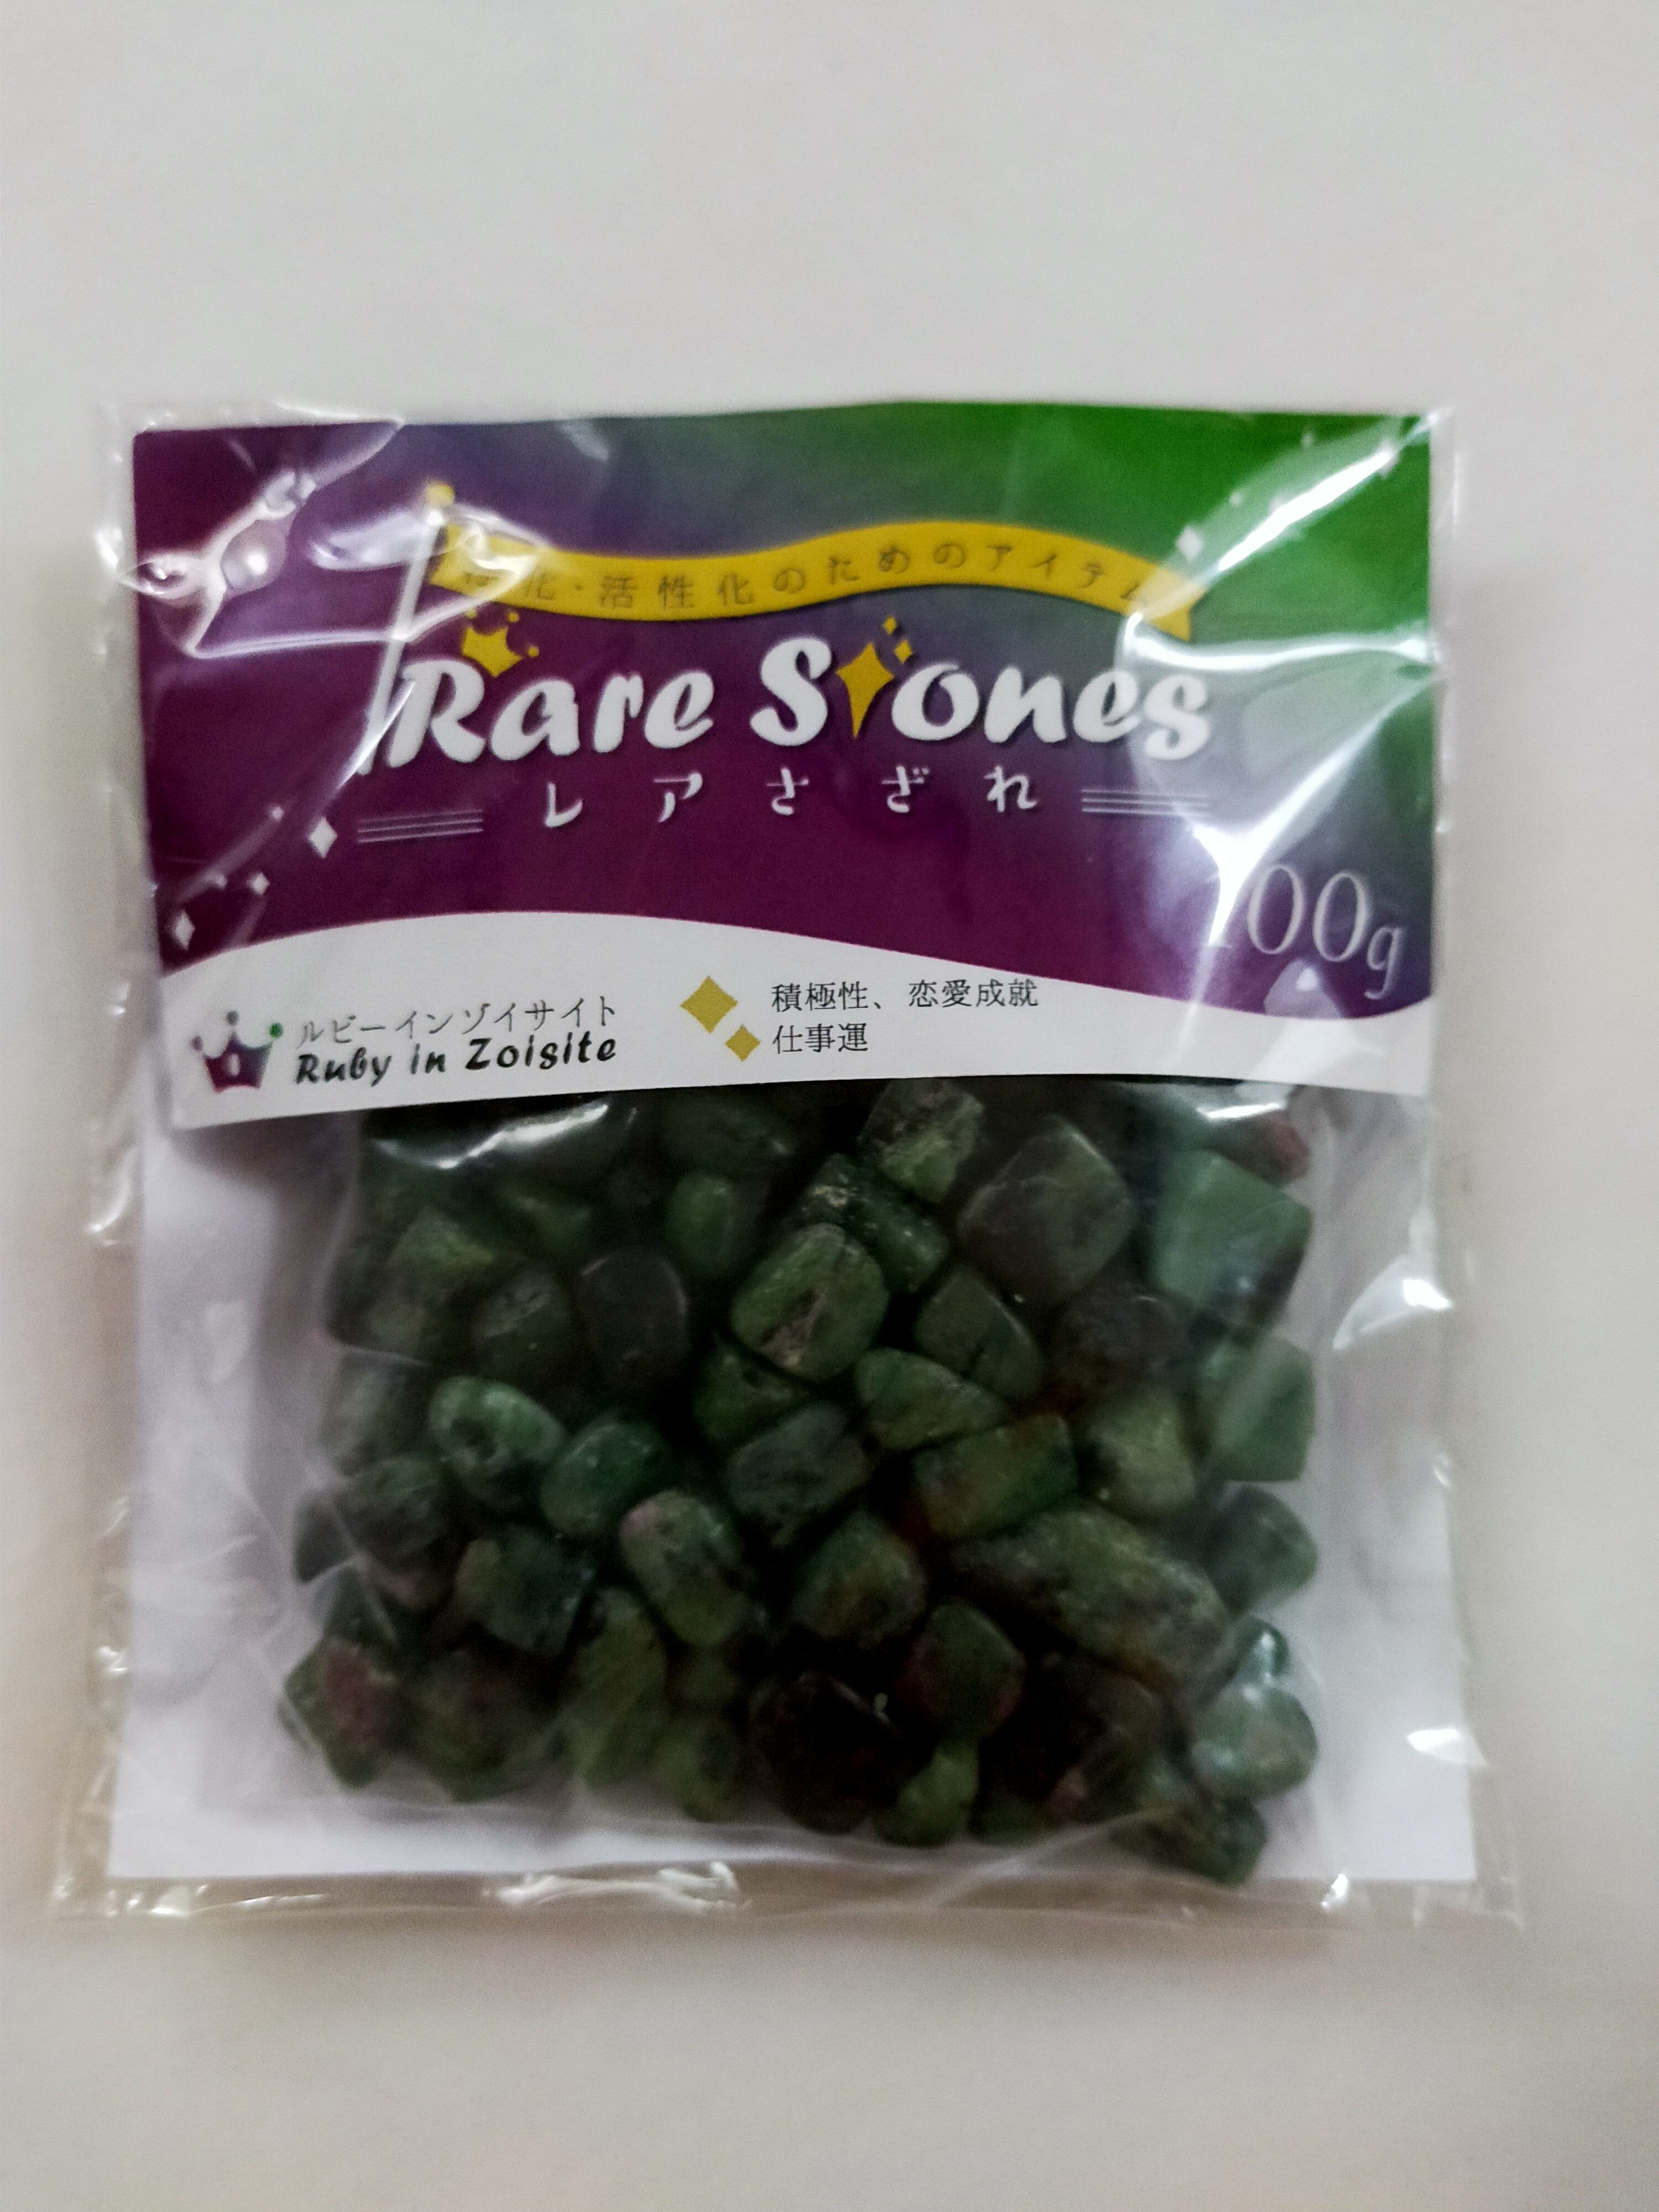 化・活性化のためのアイテム
Rare Stones
レアさざれ
100g
ルビーインゾイサイト
Ruby in Zoisite
積極性、恋愛成就
仕事運